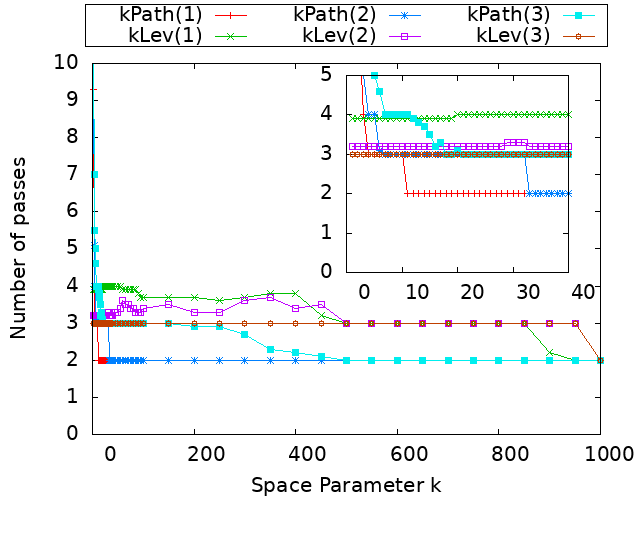 kPath(1) kPath(2) kPath(3)
kLev(1) kLev(2) kLev(3)
10
9
8
7
6
5
4
3
2
1
0
Number of passes
5
4
3
2
1
0
0 10 20 30 40
0 200 400 600 800 1000
Space Parameter k